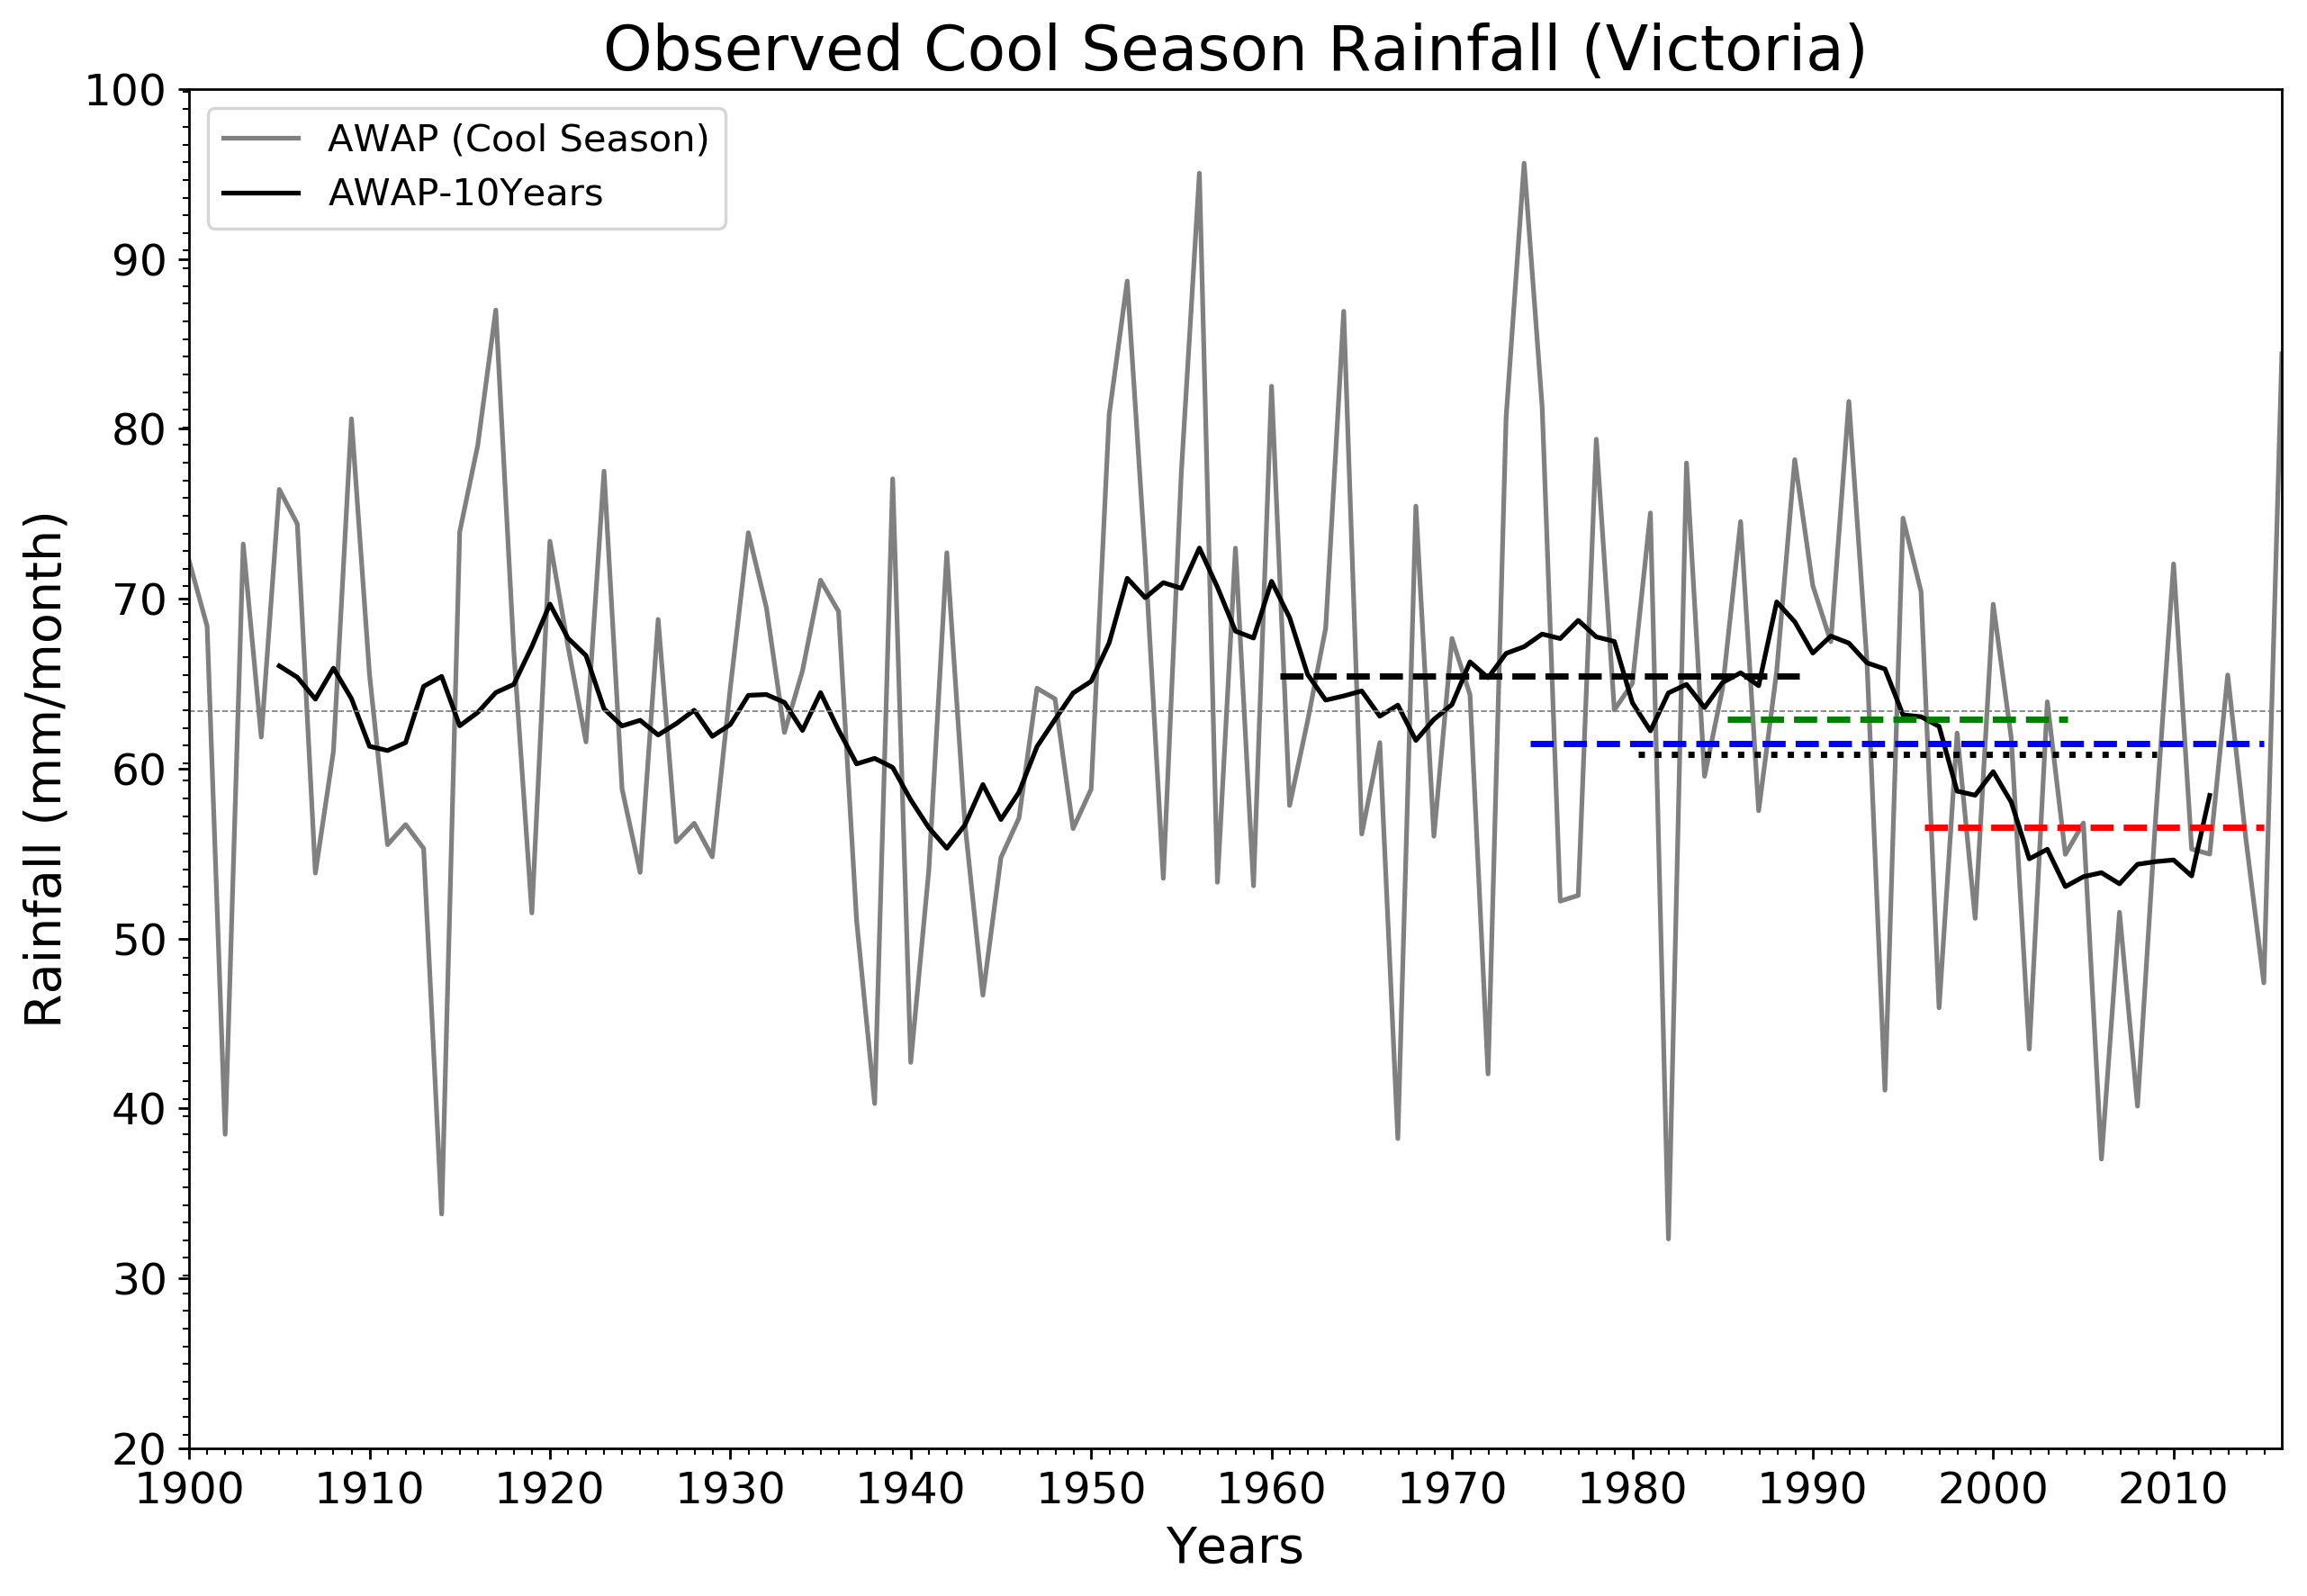 Observed Cool Season Rainfall (Victoria)
AWAP (Cool Season)
AWAP-10Years
Rainfall (mm/month)
100
90
80
70
60
50
40
30
20
1900 1910 1920 1930 1940 1950 1960 1970 1980 1990 2000 2010
Years